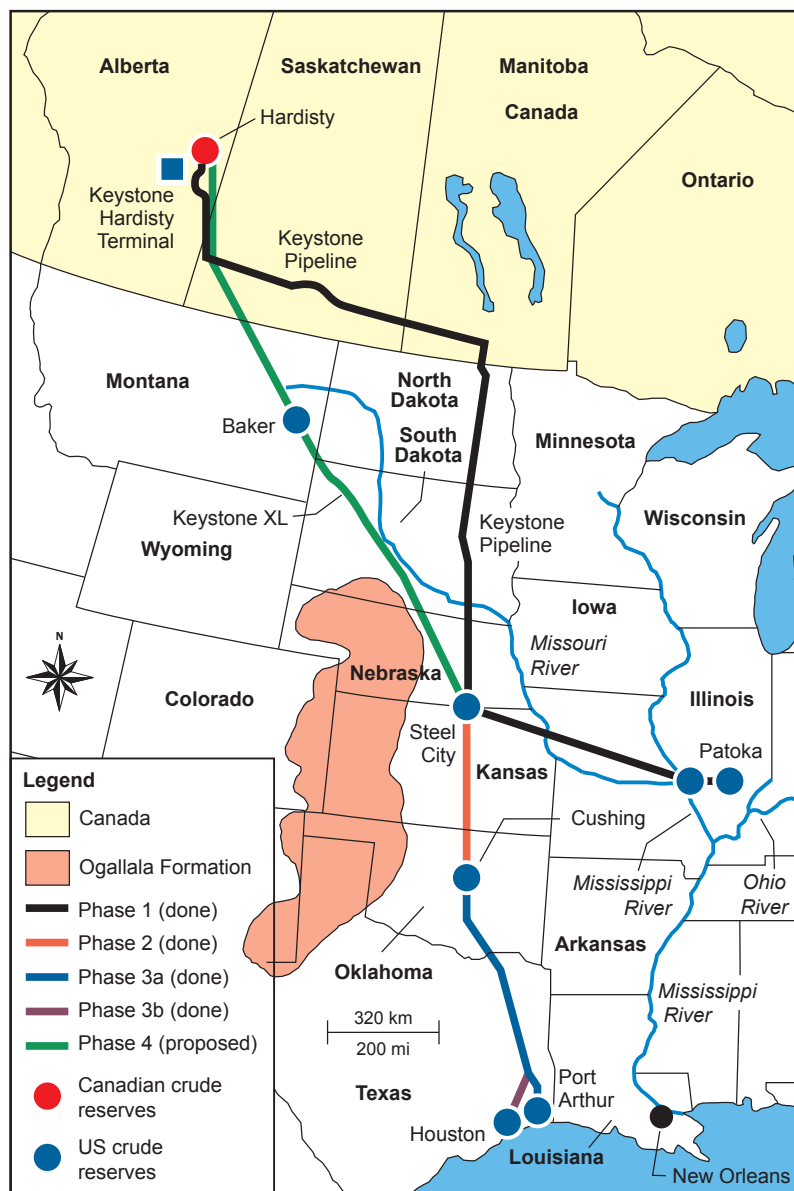 Alberta
Saskatchewan
Manitoba
Canada
Ontario
Hardisty
Keystone
Hardisty
Terminal
Keystone
Pipeline
Montana
North
Dakota
South
Dakota
Minnesota
Baker
Keystone XL
Keystone
Pipeline
Wisconsin
Wyoming
Iowa
Missouri
River
N
Nebraska
Colorado
Illinois
Steel
City
Patoka
Kansas
Cushing
Mississippi
River
Ohio
River
Arkansas
Oklahoma
Mississippi
River
320 km
200 mi
Texas
Port
Arthur
Houston
Louisiana
New Orleans
Legend
Canada
Ogallala Formation
Phase 1 (done)
Phase 2 (done)
Phase 3a (done)
Phase 3b (done)
Phase 4 (proposed)
Canadian crude
reserves
US crude
reserves